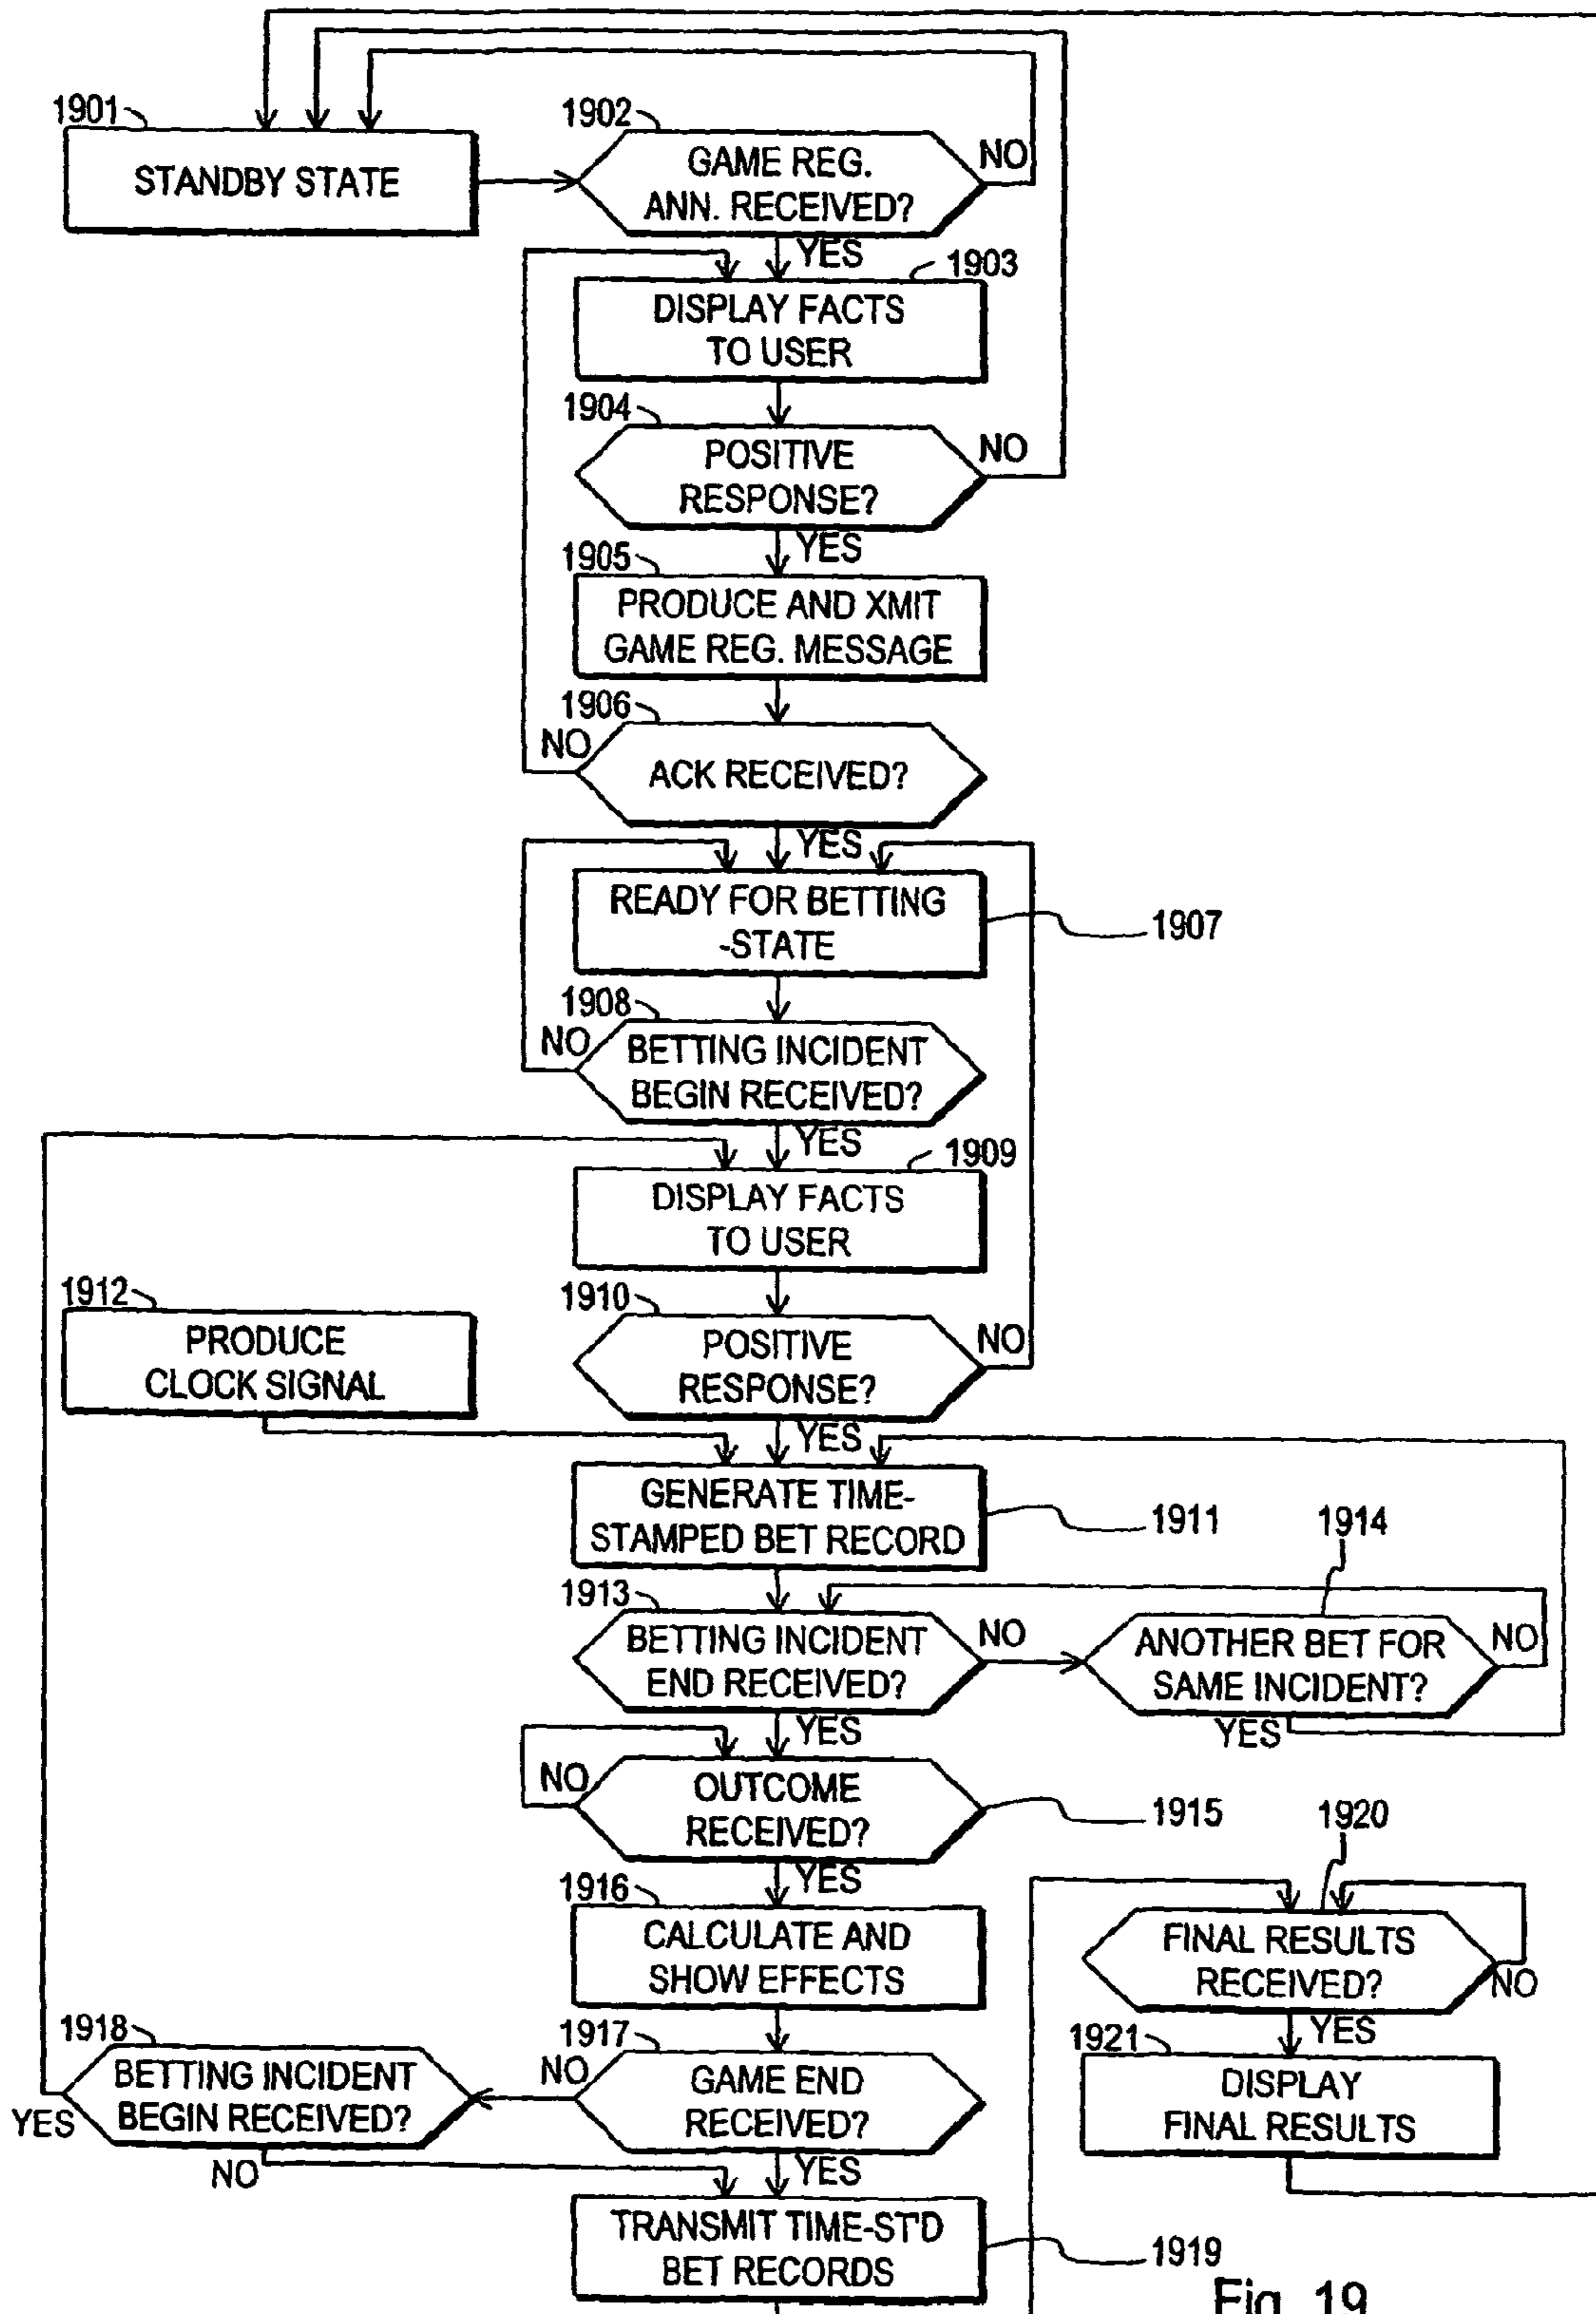 1901
STANDBY STATE
1902
GAME REG.
ANN. RECEIVED?
NO
YES
1903
DISPLAY FACTS
TO USER
1904
POSITIVE
RESPONSE?
NO
YES
1905
PRODUCE AND XMIT
GAME REG. MESSAGE
1906
NO
ACK RECEIVED?
YES
READY FOR BETTING
-STATE
1907
1908
NO
BETTING INCIDENT
BEGIN RECEIVED?
YES
1909
DISPLAY FACTS
TO USER
1912
PRODUCE
CLOCK SIGNAL
1910
POSITIVE
RESPONSE?
NO
YES
GENERATE TIME-
STAMPED BET RECORD
1911
1914
1913
BETTING INCIDENT
END RECEIVED?
NO
ANOTHER BET FOR
SAME INCIDENT?
NO
YES
YES
NO
OUTCOME
RECEIVED?
1915
1920
YES
1916
CALCULATE AND
SHOW EFFECTS
FINAL RESULTS
RECEIVED?
NO
YES
1921
DISPLAY
FINAL RESULTS
1918
BETTING INCIDENT
BEGIN RECEIVED?
YES
NO
1917
NO
GAME END
RECEIVED?
YES
TRANSMIT TIME-ST'D
BET RECORDS
1919
Fig. 19